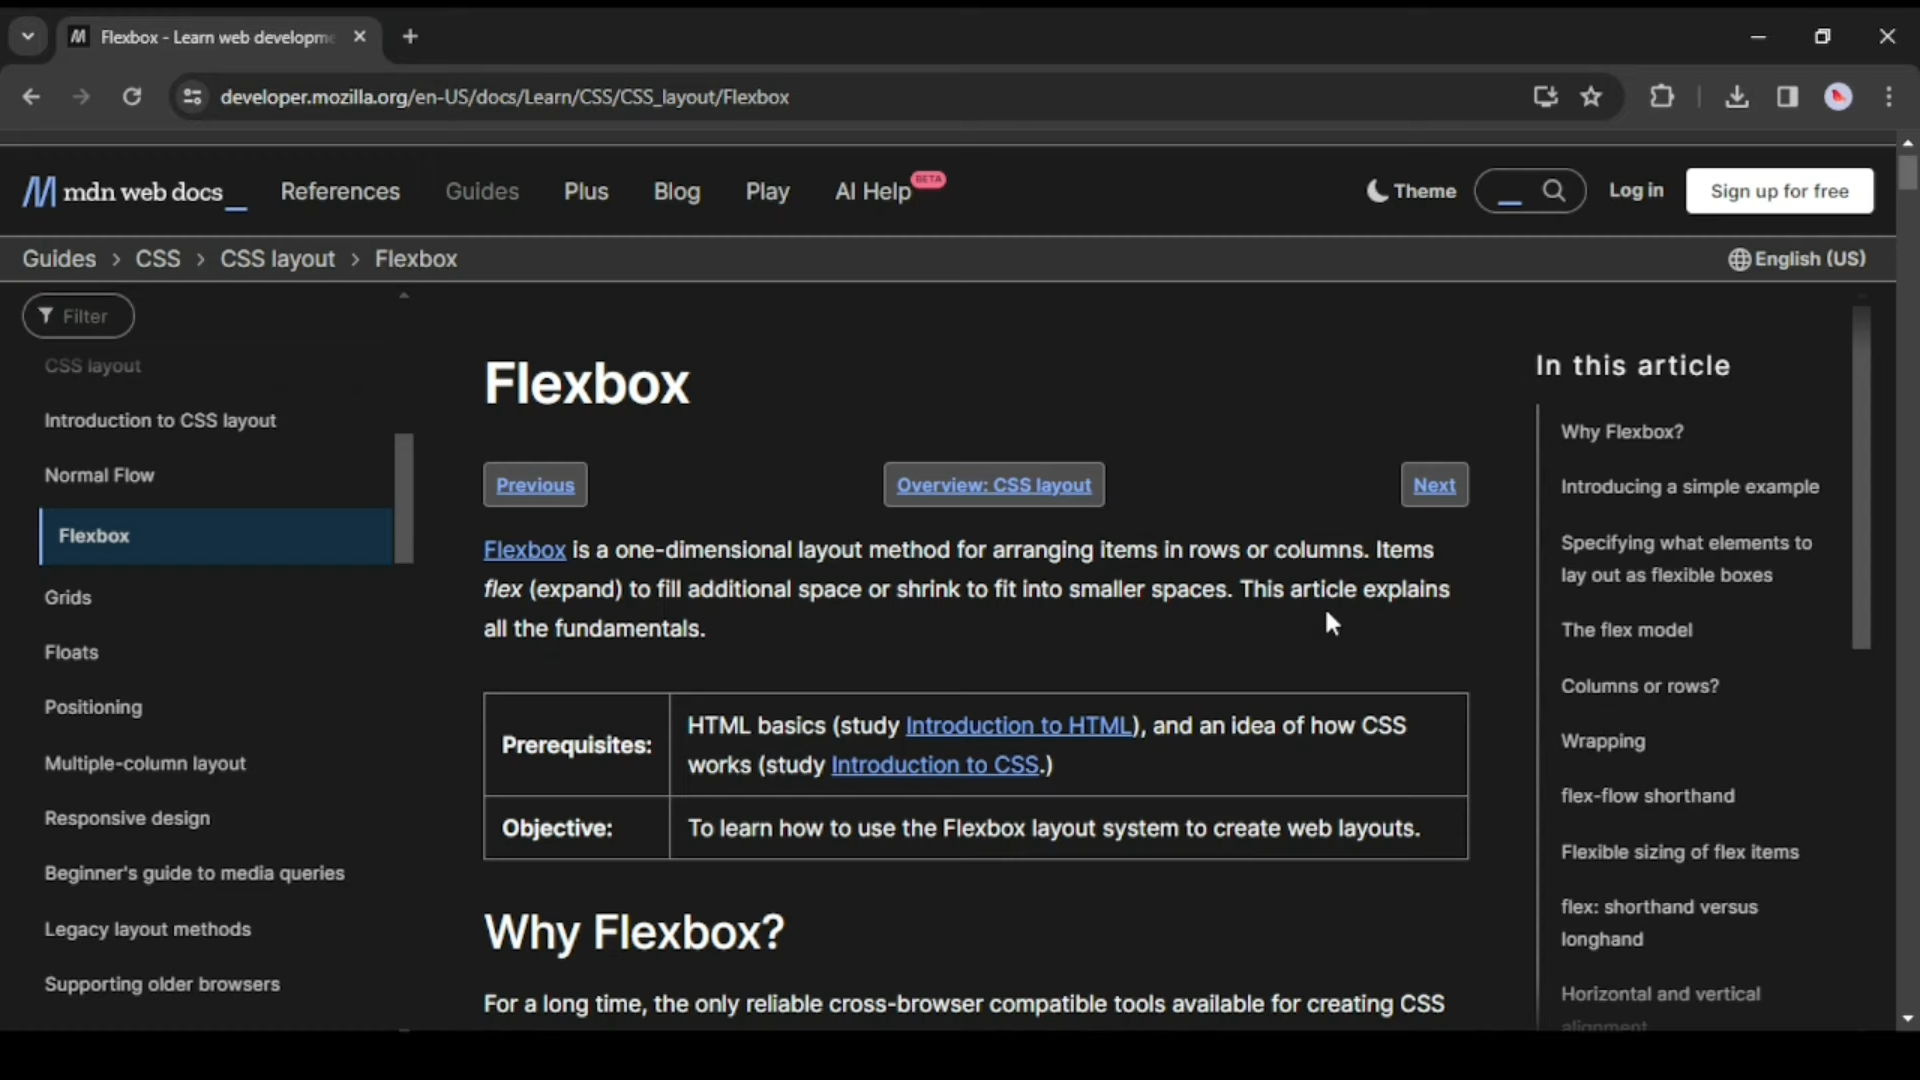 Flexbox - Learn web developme
developer.mozilla.org/en-US/docs/Learn/CSS/CSS_layout/Flexbox
mdn web docs_
References
Guides
Plus
Blog
Play
AI Help
BETA
Theme
Log in
Sign up for free
Guides > CSS > CSS layout > Flexbox
English (US)
Filter
CSS layout
Introduction to CSS layout
Normal Flow
Flexbox
Grids
Floats
Positioning
Multiple-column layout
Responsive design
Beginner's guide to media queries
Legacy layout methods
Supporting older browsers
Flexbox
Previous
Overview: CSS layout
Next
Flexbox is a one-dimensional layout method for arranging items in rows or columns. Items
flex (expand) to fill additional space or shrink to fit into smaller spaces. This article explains
all the fundamentals.
Prerequisites:
HTML basics (study Introduction to HTML), and an idea of how CSS
works (study Introduction to CSS.)
Objective:
To learn how to use the Flexbox layout system to create web layouts.
Why Flexbox?
For a long time, the only reliable cross-browser compatible tools available for creating CSS
In this article
Why Flexbox?
Introducing a simple example
Specifying what elements to
lay out as flexible boxes
The flex model
Columns or rows?
Wrapping
flex-flow shorthand
Flexible sizing of flex items
flex: shorthand versus
longhand
Horizontal and vertical
alignment